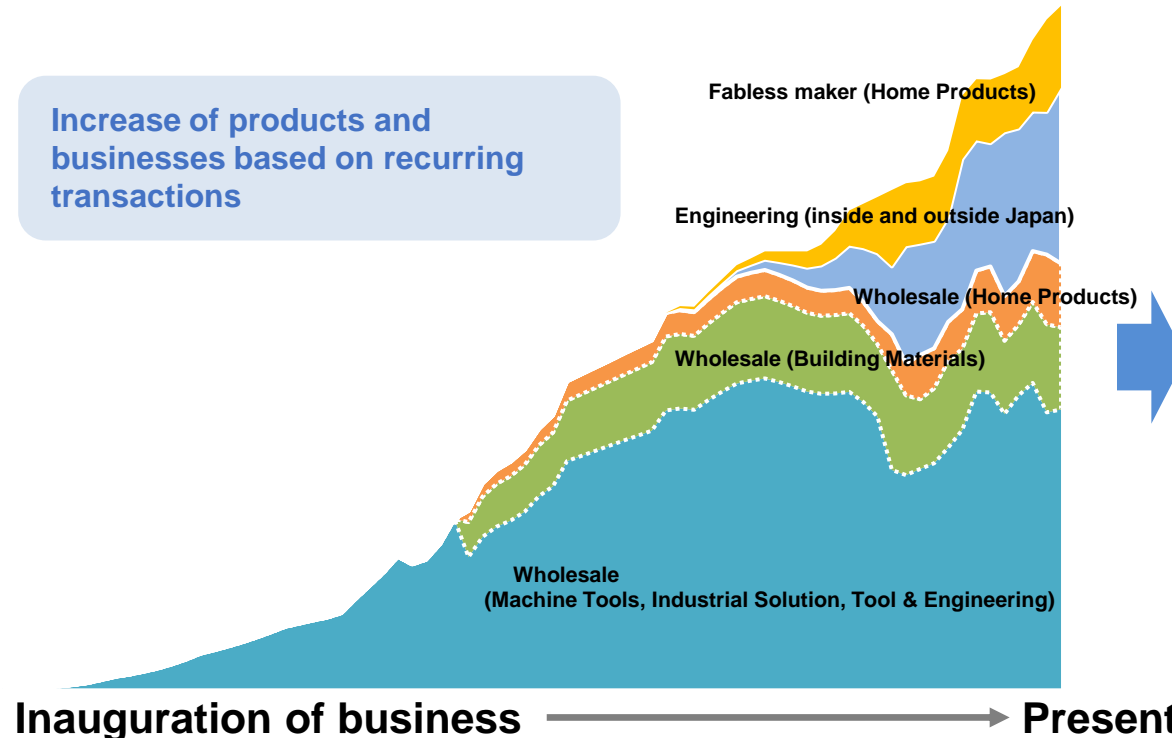 Increase of products and
businesses based on recurring
transactions
Fabless maker (Home Products)
Engineering (inside and outside Japan)
Wholesale (Home Products)
Wholesale (Building Materials)
Wholesale
(Machine Tools, Industrial Solution, Tool & Engineering)
Inauguration of business
Present